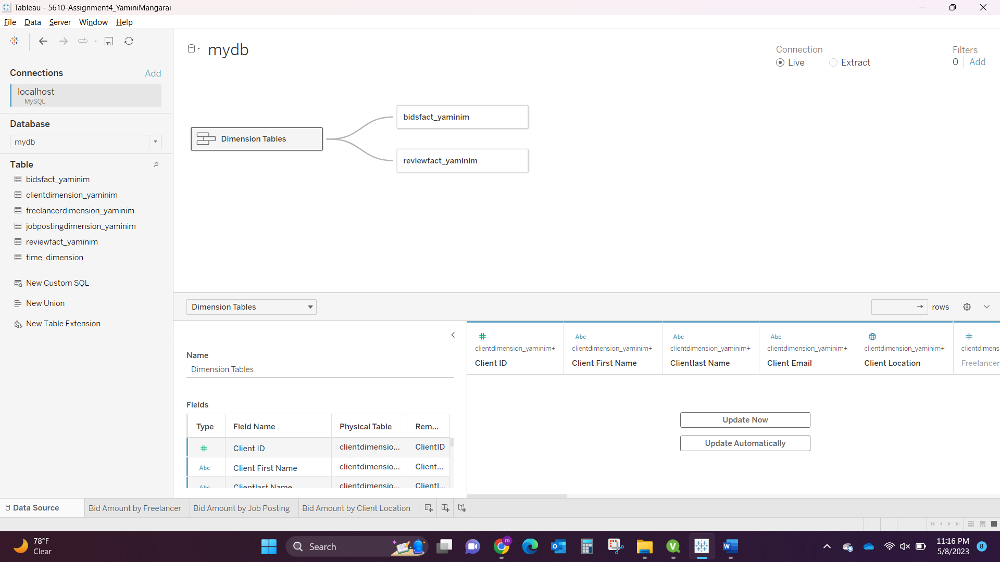 Tableau - 5610-Assignment4_YaminiMangarai
File Data Server Window Help
Connections Add
localhost
MySQL
Database
mydb
Table
bidsfact_yaminim
clientdimension_yaminim
freelancerdimension_yaminim
jobpostingdimension_yaminim
reviewfact_yaminim
time_dimension
New Custom SQL
New Union
New Table Extension
mydb
Connection
Live Extract
Filters
0 Add
Dimension Tables
bidsfact_yaminim
reviewfact_yaminim
Dimension Tables
rows
Name
Dimension Tables
Fields
Type Field Name Physical Table Rem...
Client ID clientdimensio... ClientID
Abc Client First Name clientdimensio... Client...
Abc Clientlast Name clientdimensio... Clientl...
Abc Abc Abc
clientdimension_yaminim+ clientdimension_yaminim+ clientdimension_yaminim+ clientdimension_yaminim+ clientdimension_yaminim+ clientdimens
Client ID Client First Name Clientlast Name Client Email Client Location Freelancer
Update Now
Update Automatically
Data Source Bid Amount by Freelancer Bid Amount by Job Posting Bid Amount by Client Location
78°F
Clear
Search
m
V
W
11:16 PM
5/8/2023
8